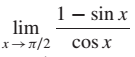 lim x→π/2 (1 − sin x)/(cos x)